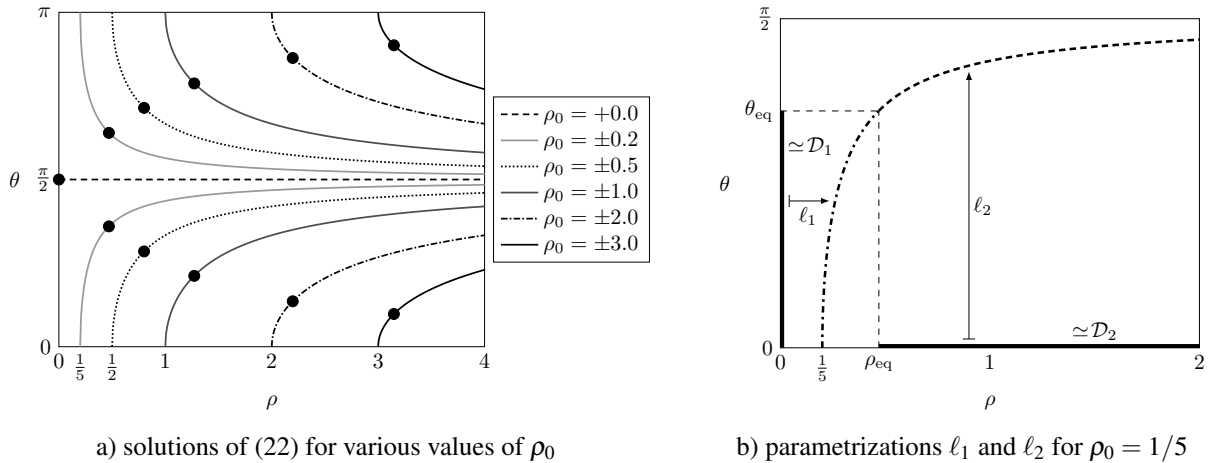 π
θ π/2
0
0 1/5 1/2 1 2 3 4
ρ
ρ₀ = +0.0
ρ₀ = ±0.2
ρ₀ = ±0.5
ρ₀ = ±1.0
ρ₀ = ±2.0
ρ₀ = ±3.0
a) solutions of (22) for various values of ρ₀
π/2
θeq
≃𝒟₁
θ
ℓ₁
ℓ₂
≃𝒟₂
0
0 1/5 ρeq 1 2
ρ
b) parametrizations ℓ₁ and ℓ₂ for ρ₀ = 1/5